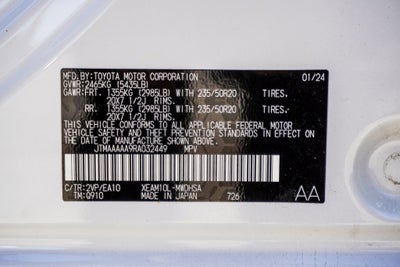 MFD. BY: TOYOTA MOTOR CORPORATION 01/24
GVWR: 2465KG (5435LB)
GAWR: FRT. 1355KG (2985LB) WITH 235/50R20 TIRES,
20X7 1/2J RIMS,
RR. 1355KG (2985LB) WITH 235/50R20 TIRES,
20X7 1/2J RIMS,
THIS VEHICLE CONFORMS TO ALL APPLICABLE FEDERAL MOTOR
VEHICLE SAFETY AND THEFT PREVENTION STANDARDS IN EFFECT ON THE
DATE OF MANUFACTURE SHOWN ABOVE.
JTMAAAAA9RA032449 MPV
C/TR: 2VP/EA10 XEAM10L-MWDHSA
TM: Q910 MADE IN JAPAN 726 AA